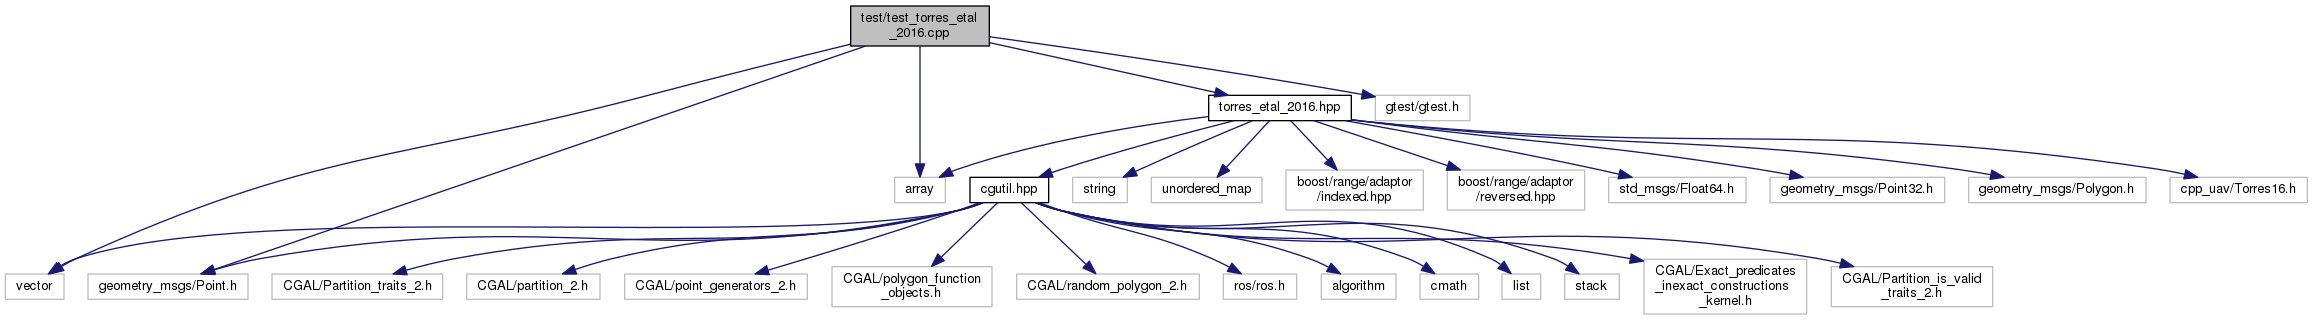 test/test_torres_etal
_2016.cpp
torres_etal_2016.hpp
gtest/gtest.h
array
cgutil.hpp
string
unordered_map
boost/range/adaptor
/indexed.hpp
boost/range/adaptor
/reversed.hpp
std_msgs/Float64.h
geometry_msgs/Point32.h
geometry_msgs/Polygon.h
cpp_uav/Torres16.h
vector
geometry_msgs/Point.h
CGAL/Partition_traits_2.h
CGAL/partition_2.h
CGAL/point_generators_2.h
CGAL/polygon_function
_objects.h
CGAL/random_polygon_2.h
ros/ros.h
algorithm
cmath
list
stack
CGAL/Exact_predicates
_inexact_constructions
_kernel.h
CGAL/Partition_is_valid
_traits_2.h